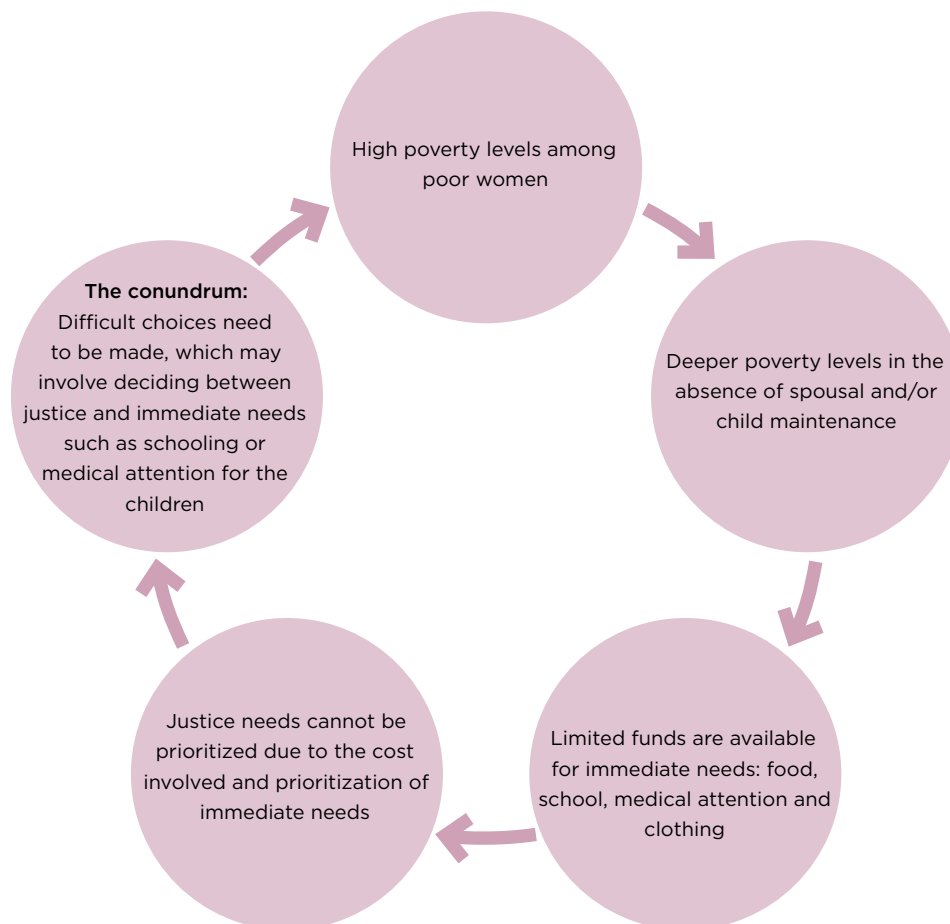 High poverty levels among
poor women
Deeper poverty levels in the
absence of spousal and/or
child maintenance
Limited funds are available
for immediate needs: food,
school, medical attention and
clothing
Justice needs cannot be
prioritized due to the cost
involved and prioritization of
immediate needs
The conundrum:
Difficult choices need
to be made, which may
involve deciding between
justice and immediate needs
such as schooling or
medical attention for the
children